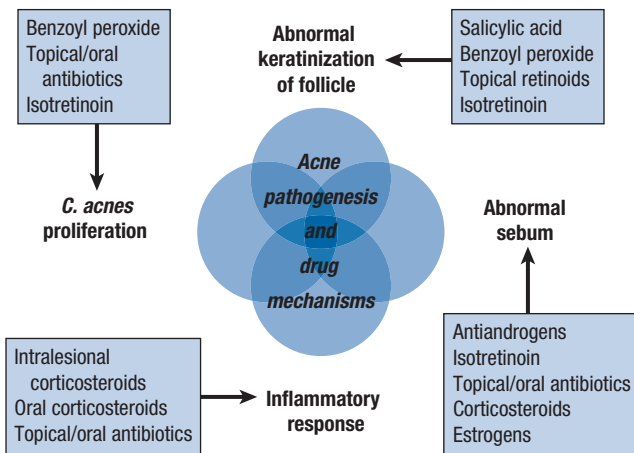 Benzoyl peroxide
Topical/oral
antibiotics
Isotretinoin
Abnormal
keratinization
of follicle
Salicylic acid
Benzoyl peroxide
Topical retinoids
Isotretinoin
C. acnes
proliferation
Acne
pathogenesis
and
drug
mechanisms
Abnormal
sebum
Intralesional
corticosteroids
Oral corticosteroids
Topical/oral antibiotics
Inflammatory
response
Antiandrogens
Isotretinoin
Topical/oral antibiotics
Corticosteroids
Estrogens